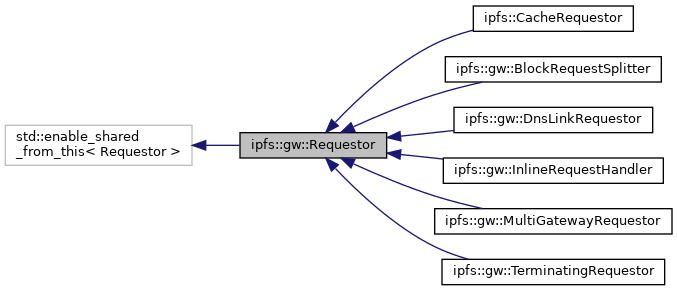 ipfs::CacheRequestor
ipfs::gw::BlockRequestSplitter
ipfs::gw::DnsLinkRequestor
std::enable_shared
_from_this< Requestor >
ipfs::gw::Requestor
ipfs::gw::InlineRequestHandler
ipfs::gw::MultiGatewayRequestor
ipfs::gw::TerminatingRequestor